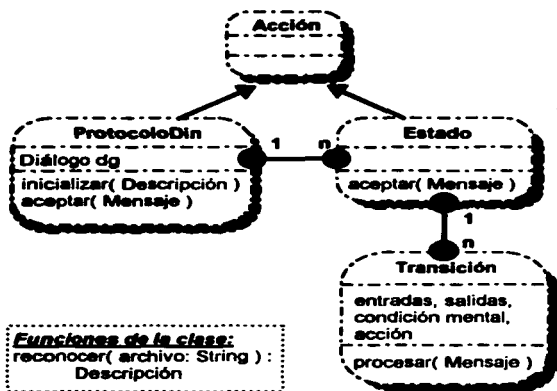 Acción
ProtocoloDin
Diálogo dg
inicializar( Descripción )
aceptar( Mensaje )
1
n
Estado
aceptar( Mensaje )
1
n
Transición
entradas, salidas,
condición mental,
acción
procesar( Mensaje )
Funciones de la clase:
reconocer( archivo: String ) :
Descripción